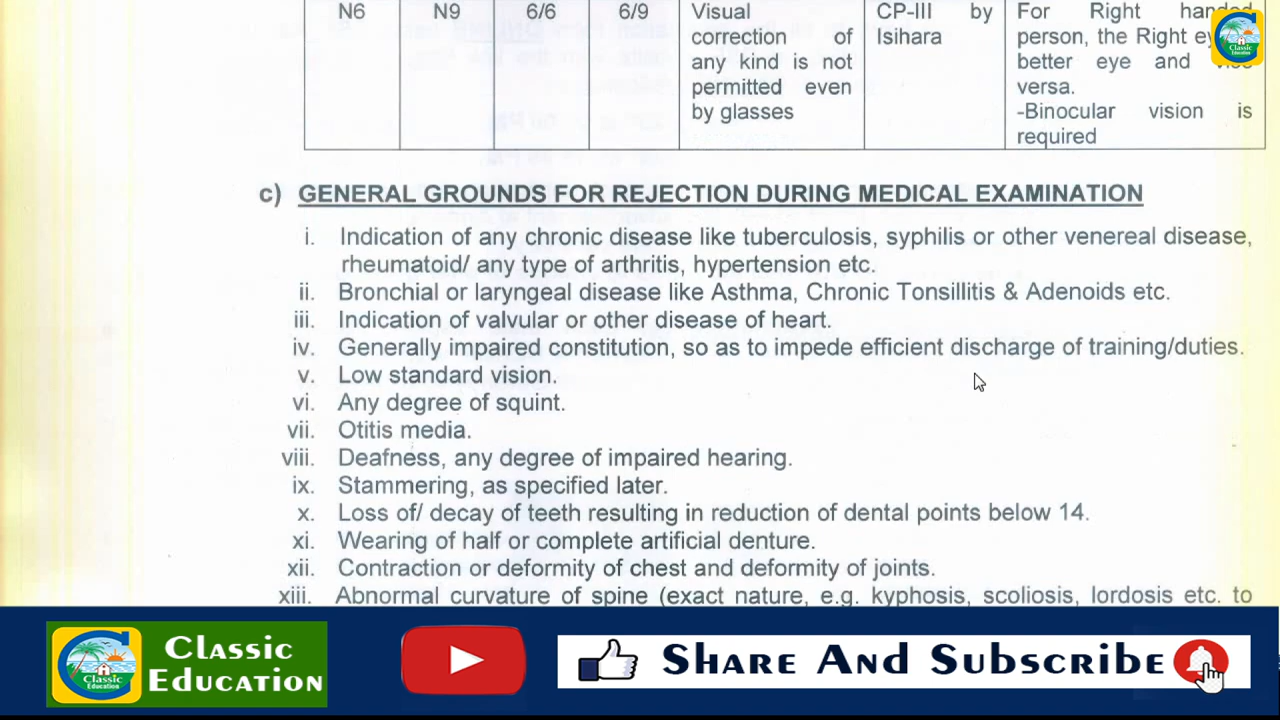 N6 N9 6/6 6/9 Visual CP-III by For Right handed
correction of Isihara person, the Right
any kind is not better eye and vice
permitted even versa.
by glasses -Binocular vision is
required
c) GENERAL GROUNDS FOR REJECTION DURING MEDICAL EXAMINATION
i. Indication of any chronic disease like tuberculosis, syphilis or other venereal disease,
rheumatoid/ any type of arthritis, hypertension etc.
ii. Bronchial or laryngeal disease like Asthma, Chronic Tonsillitis & Adenoids etc.
iii. Indication of valvular or other disease of heart.
iv. Generally impaired constitution, so as to impede efficient discharge of training/duties.
v. Low standard vision.
vi. Any degree of squint.
vii. Otitis media.
viii. Deafness, any degree of impaired hearing.
ix. Stammering, as specified later.
x. Loss of/ decay of teeth resulting in reduction of dental points below 14.
xi. Wearing of half or complete artificial denture.
xii. Contraction or deformity of chest and deformity of joints.
xiii. Abnormal curvature of spine (exact nature, e.g. kyphosis, scoliosis, lordosis etc. to
Classic
Education
Classic
Education
Classic
Education
Share And Subscribe